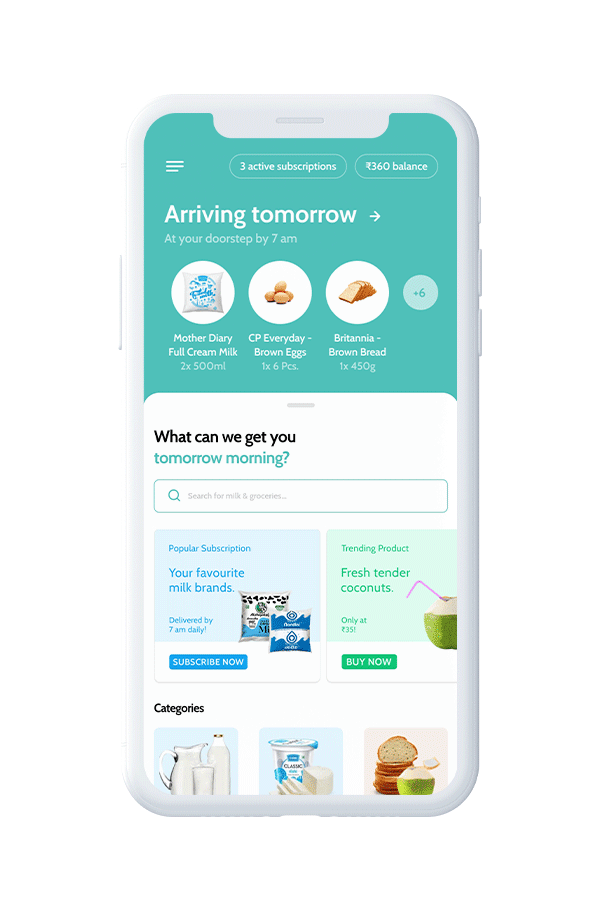 3 active subscriptions
₹360 balance
Arriving tomorrow
At your doorstep by 7 am
+6
Mother Diary
Full Cream Milk
2x 500ml
CP Everyday -
Brown Eggs
1x 6 Pcs.
Britannia -
Brown Bread
1x 450g
What can we get you
tomorrow morning?
Search for milk & groceries...
Popular Subscription
Your favourite
milk brands.
Delivered by
7 am daily!
SUBSCRIBE NOW
Trending Product
Fresh tender
coconuts.
Only at
₹35!
BUY NOW
Categories
CLASSIC